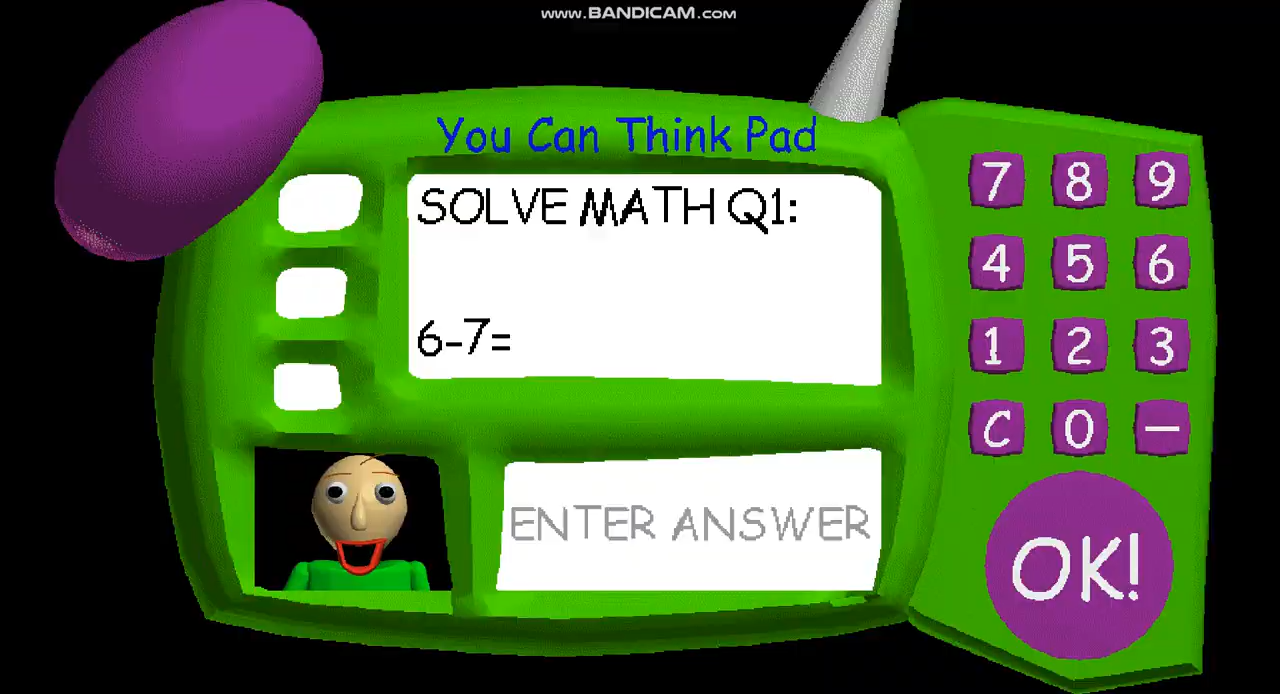 www.BANDICAM.com
You Can Think Pad
SOLVE MATH Q1:
6-7=
7 8 9
4 5 6
1 2 3
C 0 –
ENTER ANSWER
OK!